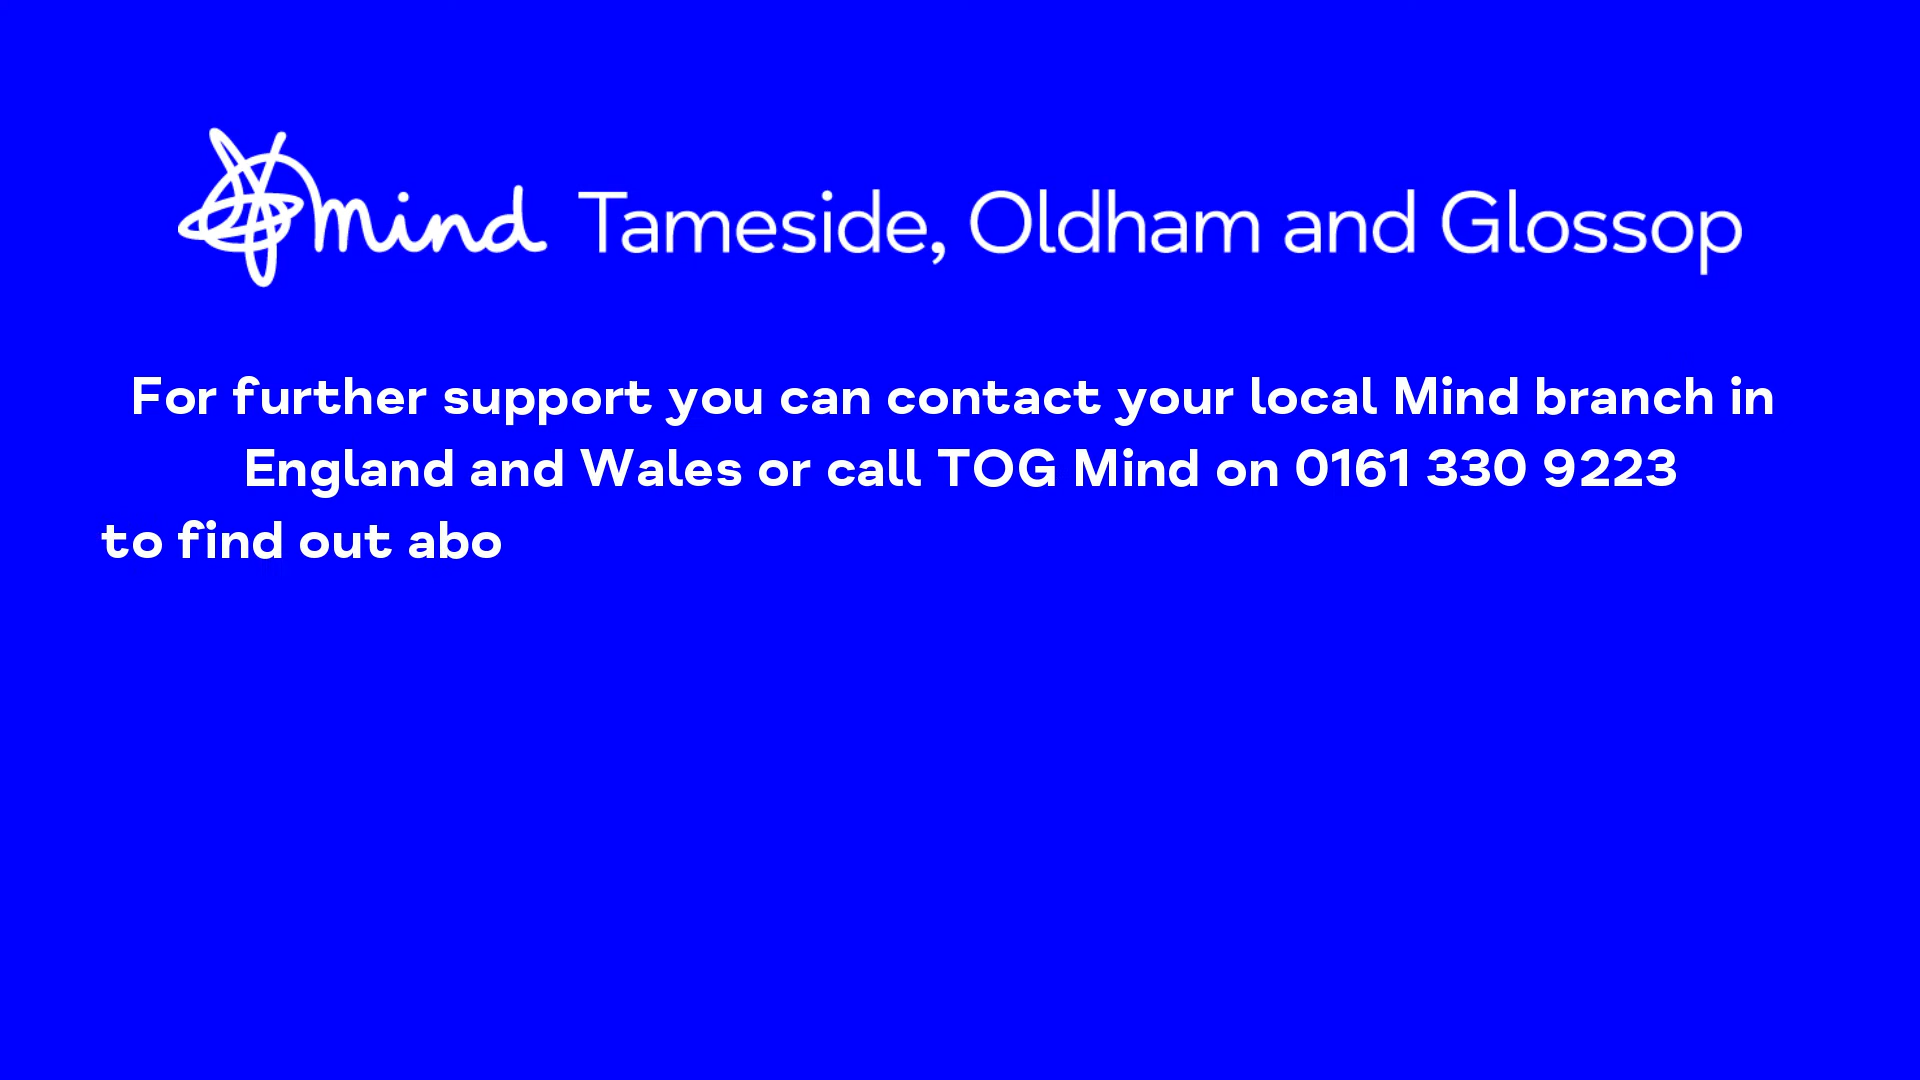 mind Tameside, Oldham and Glossop
For further support you can contact your local Mind branch in
England and Wales or call TOG Mind on 0161 330 9223
to find out abo